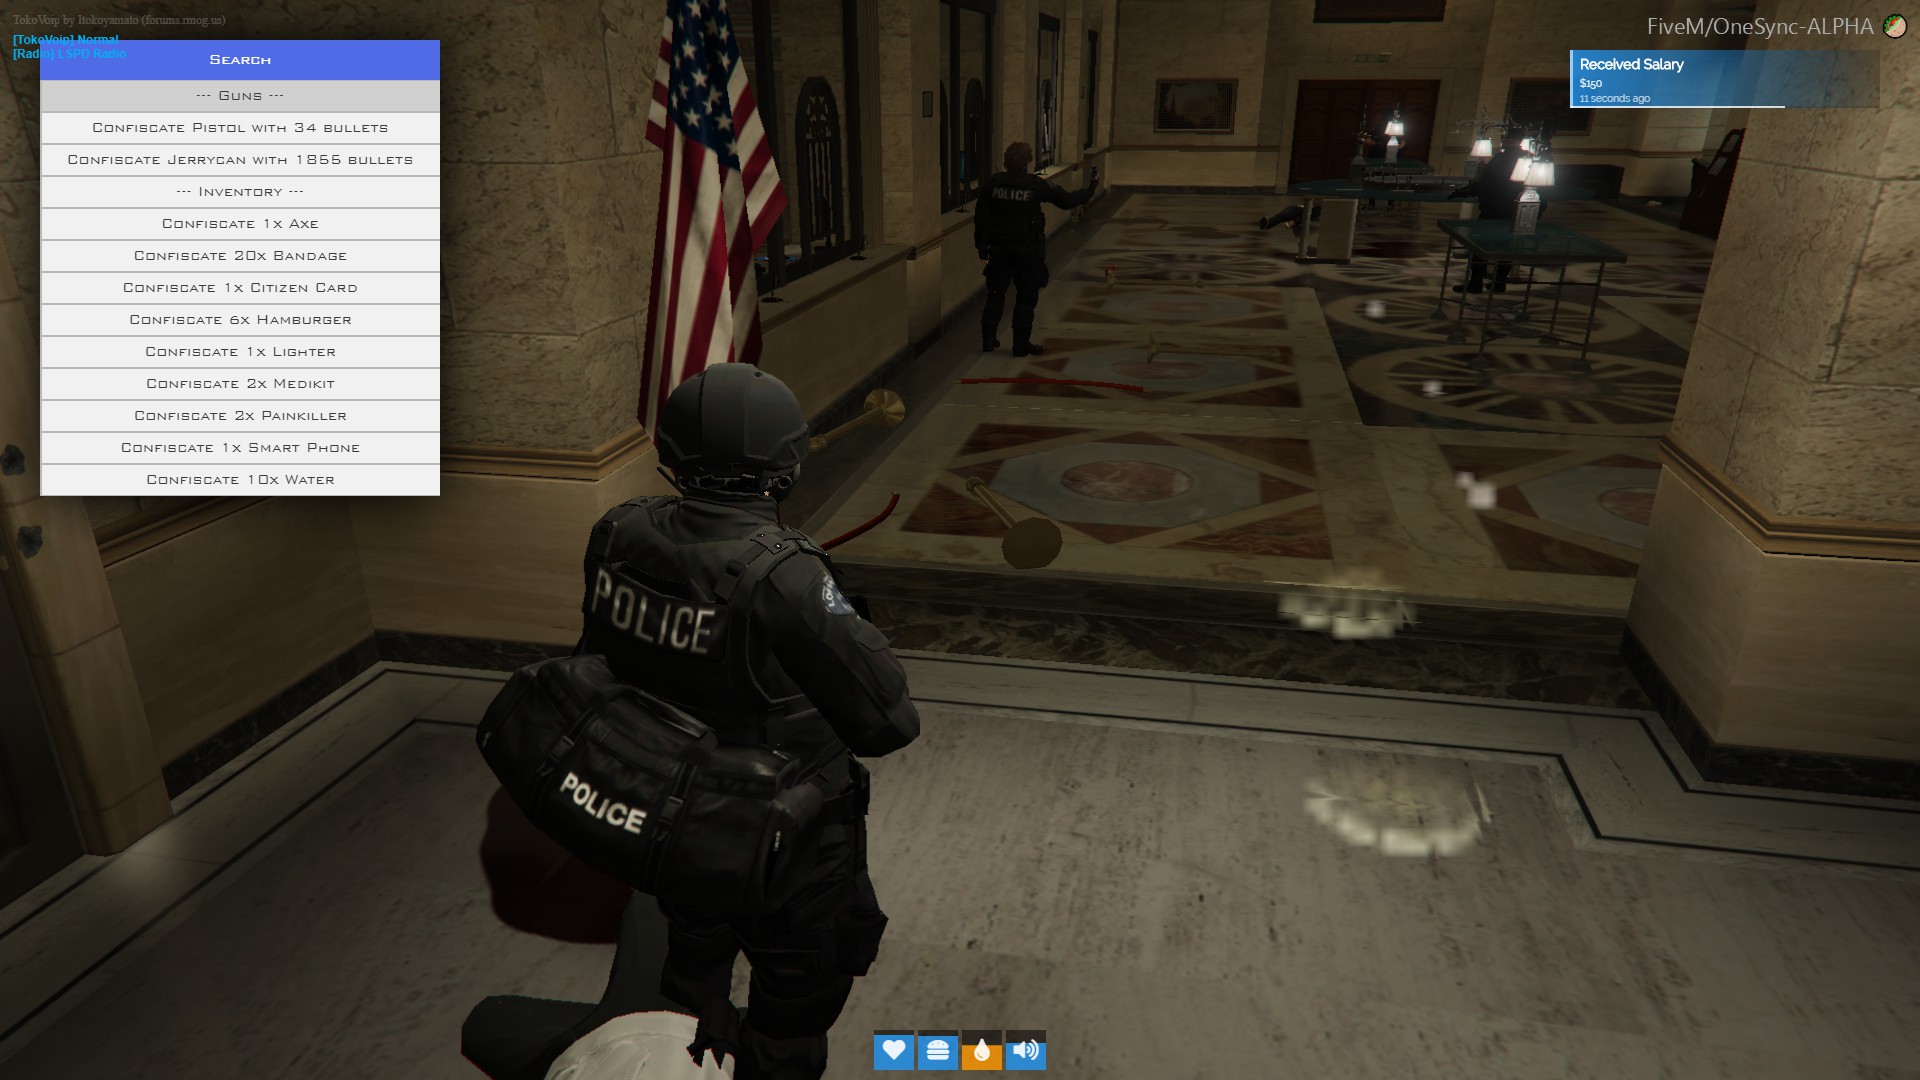 TokoVoip by Itokoyamato (forums.rmog.us)
[TokoVoip] Normal
[Radio] LSPD Radio
Search
--- Guns ---
Confiscate Pistol with 34 bullets
Confiscate Jerrycan with 1855 bullets
--- Inventory ---
Confiscate 1x Axe
Confiscate 20x Bandage
Confiscate 1x Citizen Card
Confiscate 6x Hamburger
Confiscate 1x Lighter
Confiscate 2x Medikit
Confiscate 2x Painkiller
Confiscate 1x Smart Phone
Confiscate 10x Water
FiveM/OneSync-ALPHA
Received Salary
$150
11 seconds ago
POLICE
POLICE
POLICE